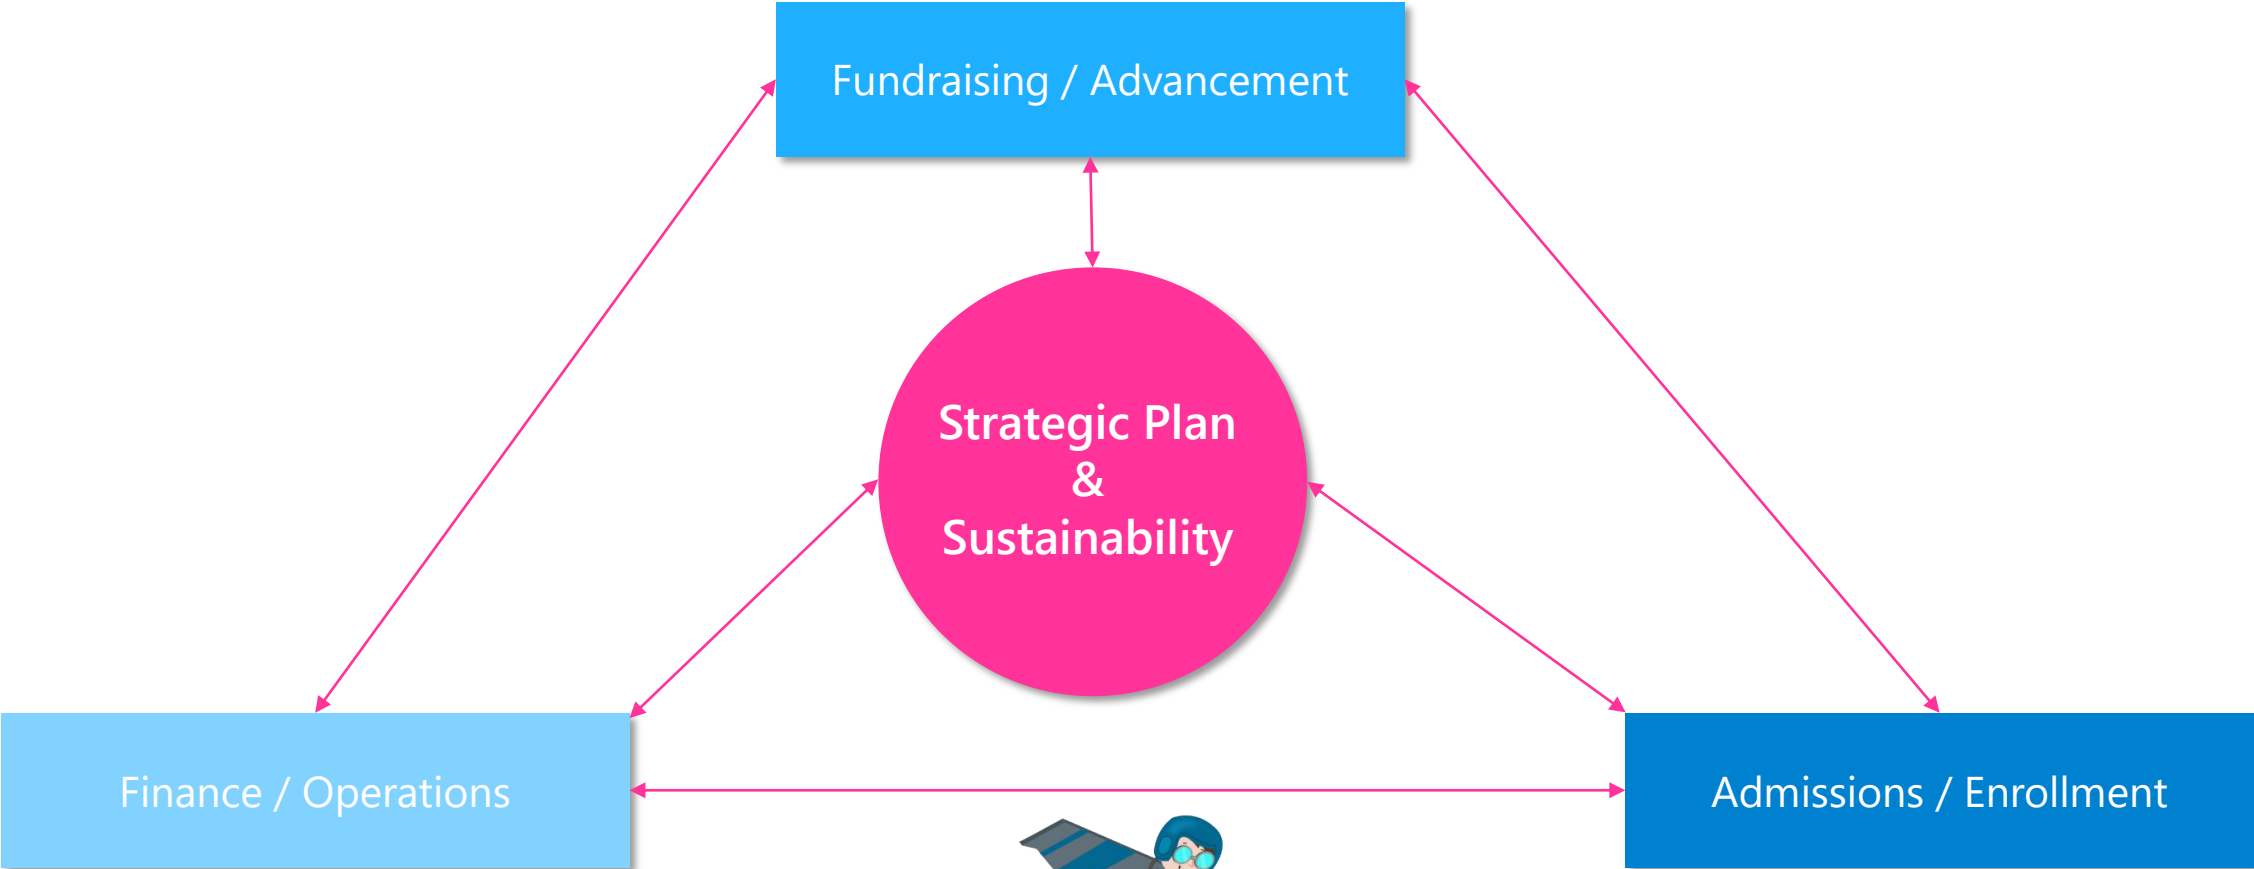 Fundraising / Advancement
Strategic Plan
&
Sustainability
Finance / Operations
Admissions / Enrollment